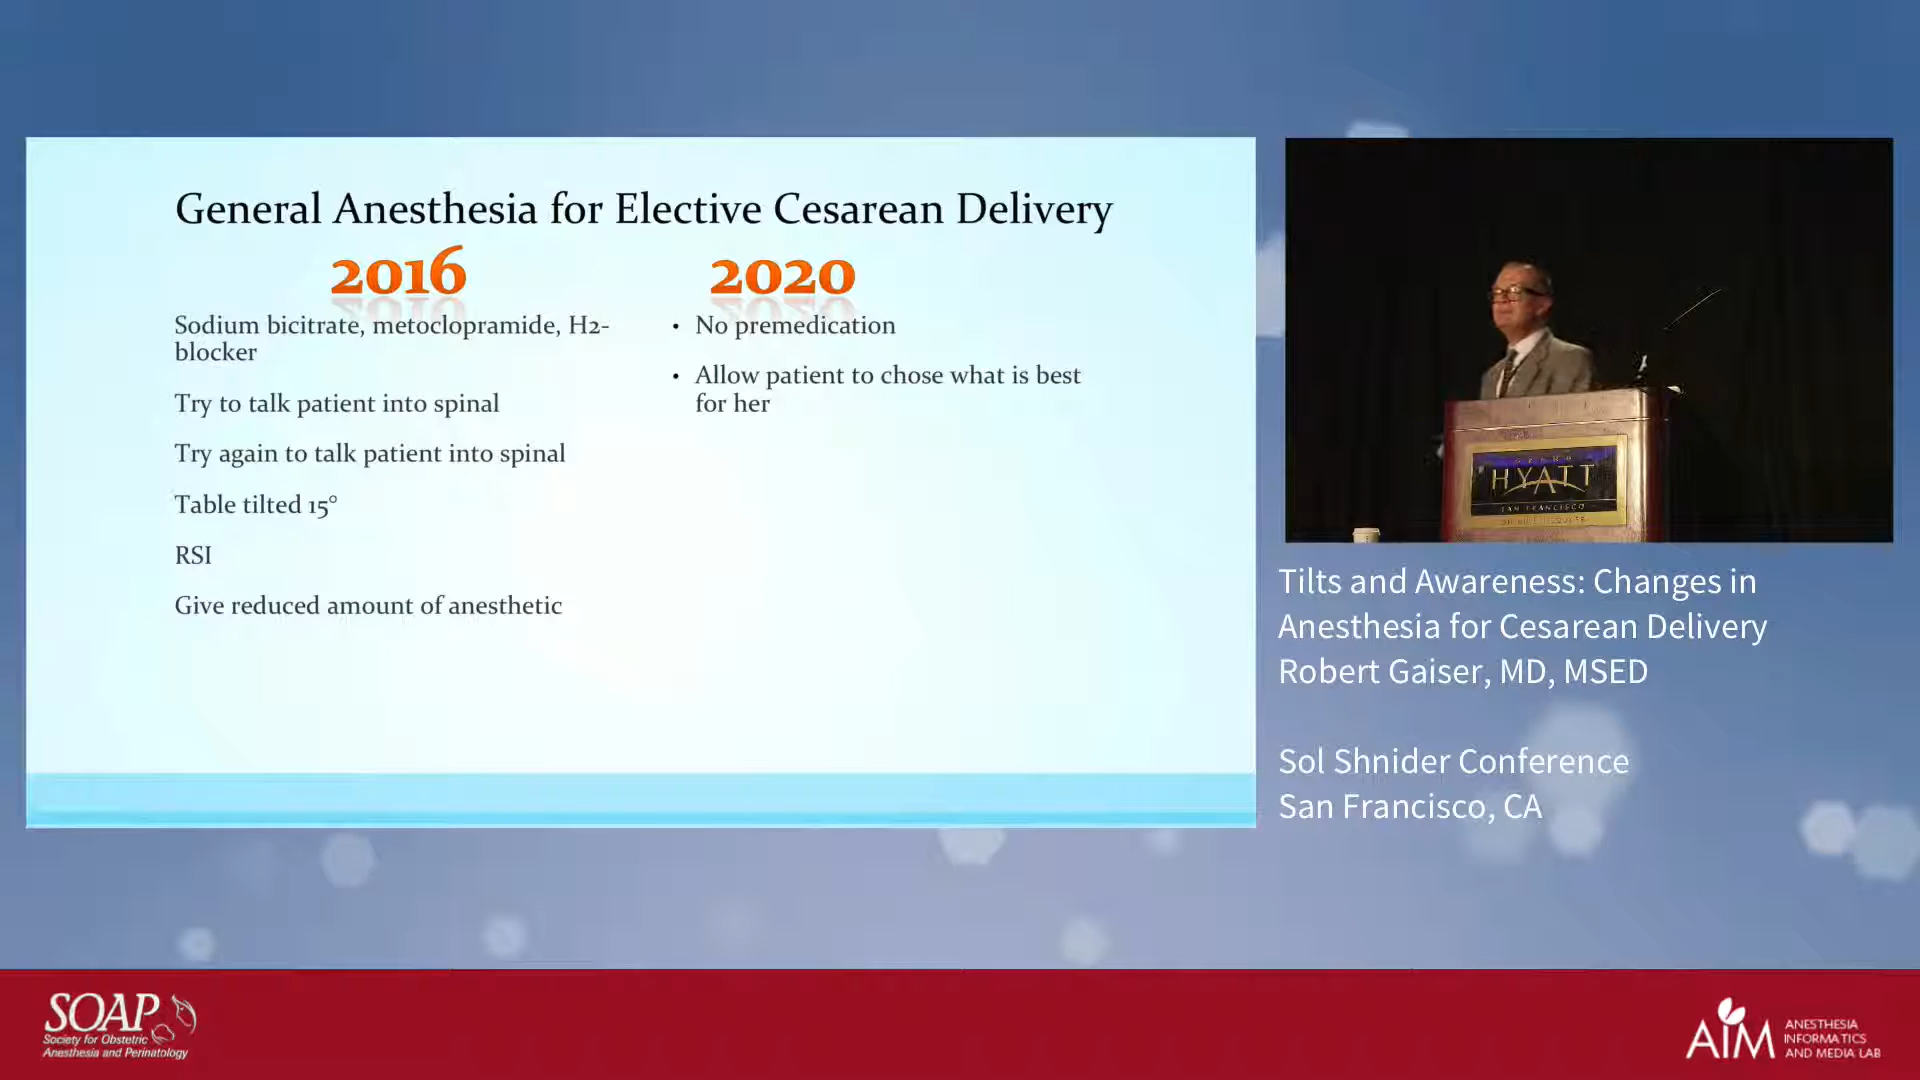 General Anesthesia for Elective Cesarean Delivery
2016
Sodium bicitrate, metoclopramide, H2-
blocker
Try to talk patient into spinal
Try again to talk patient into spinal
Table tilted 15°
RSI
Give reduced amount of anesthetic
2020
• No premedication
• Allow patient to chose what is best
for her
HYATT
SAN FRANCISCO
Tilts and Awareness: Changes in
Anesthesia for Cesarean Delivery
Robert Gaiser, MD, MSED
Sol Shnider Conference
San Francisco, CA
SOAP
Society for Obstetric
Anesthesia and Perinatology
AIM
ANESTHESIA
INFORMATICS
AND MEDIA LAB